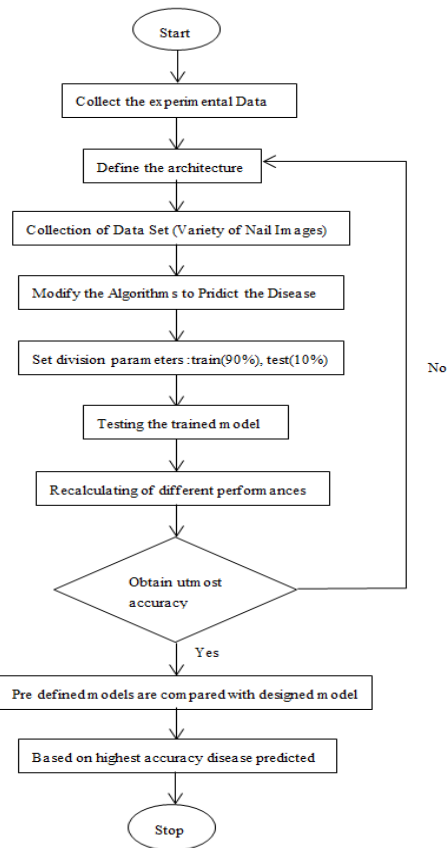 Start
Collect the experimental Data
Define the architecture
Collection of Data Set (Variety of Nail Images)
Modify the Algorithms to Pridict the Disease
Set division parameters :train(90%), test(10%)
No
Testing the trained model
Recalculating of different performances
Obtain utmost
accuracy
Yes
Pre defined models are compared with designed model
Based on highest accuracy disease predicted
Stop